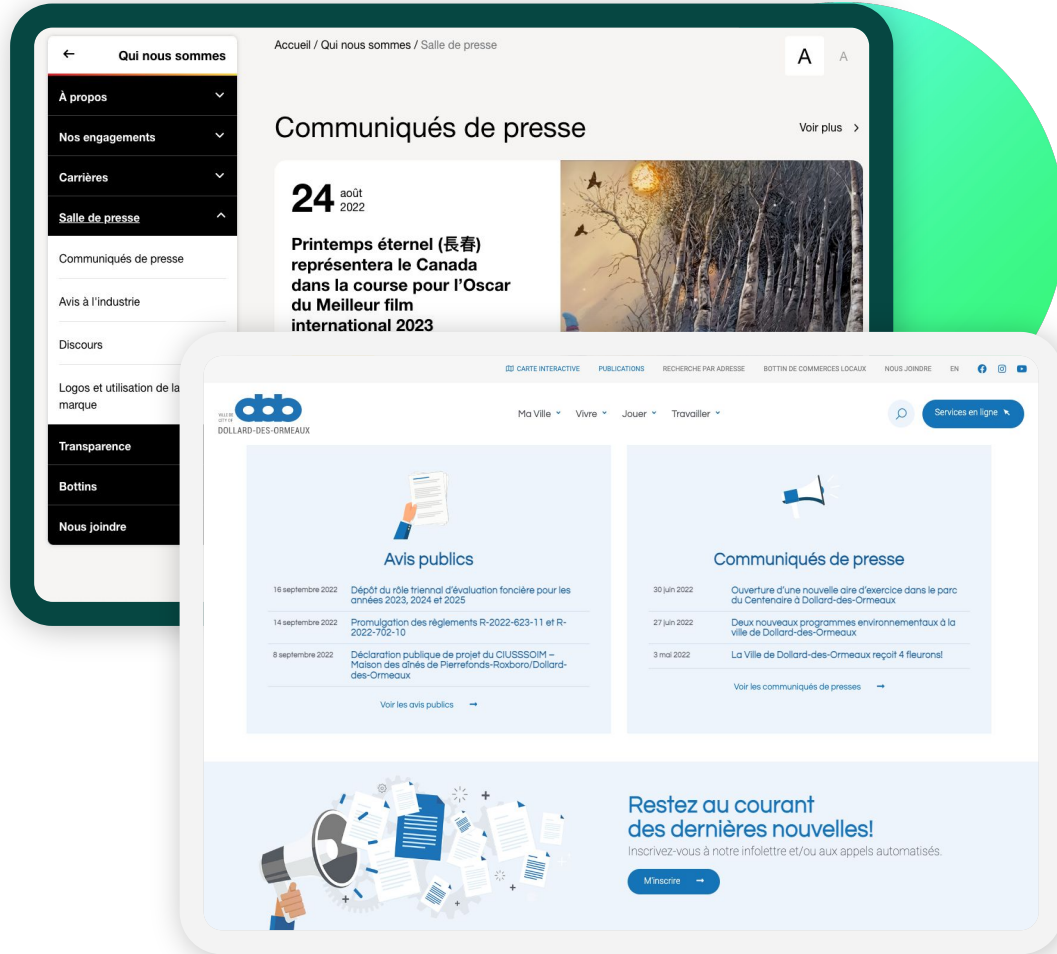 Qui nous sommes
À propos
Nos engagements
Carrières
Salle de presse
Communiqués de presse
Avis à l'industrie
Discours
Logos et utilisation de la
marque
Transparence
Bottins
Nous joindre
Accueil / Qui nous sommes / Salle de presse
A A
Communiqués de presse
Voir plus
24 août
2022
Printemps éternel (長春)
représentera le Canada
dans la course pour l'Oscar
du Meilleur film
international 2023
CARTE INTERACTIVE PUBLICATIONS RECHERCHE PAR ADRESSE BOTTIN DE COMMERCES LOCAUX NOUS JOINDRE EN
VILLE DE
CITY OF
ddo
DOLLARD-DES-ORMEAUX
Ma Ville Vivre Jouer Travailler
Services en ligne
Avis publics
16 septembre 2022 Dépôt du rôle triennal d'évaluation foncière pour les
années 2023, 2024 et 2025
14 septembre 2022 Promulgation des règlements R-2022-623-11 et R-
2022-702-10
8 septembre 2022 Déclaration publique de projet du CIUSSSOIM –
Maison des aînés de Pierrefonds-Roxboro/Dollard-
des-Ormeaux
Voir les avis publics
Communiqués de presse
30 juin 2022 Ouverture d'une nouvelle aire d'exercice dans le parc
du Centenaire à Dollard-des-Ormeaux
27 juin 2022 Deux nouveaux programmes environnementaux à la
ville de Dollard-des-Ormeaux
3 mai 2022 La Ville de Dollard-des-Ormeaux reçoit 4 fleurons!
Voir les communiqués de presses
Restez au courant
des dernières nouvelles!
Inscrivez-vous à notre infolettre et/ou aux appels automatisés.
M'inscrire